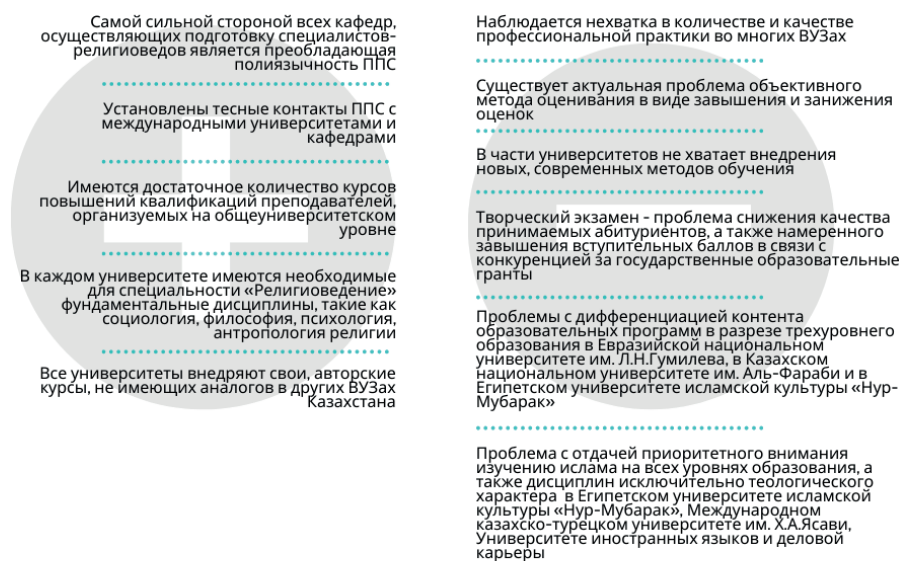 Самой сильной стороной всех кафедр,
осуществляющих подготовку специалистов-
религиоведов является преобладающая
полиязычность ППС
Установлены тесные контакты ППС с
международными университетами и
кафедрами
Имеются достаточное количество курсов
повышений квалификаций преподавателей,
организуемых на общеуниверситетском
уровне
В каждом университете имеются необходимые
для специальности «Религиоведение»
фундаментальные дисциплины, такие как
социология, философия, психология,
антропология религии
Все университеты внедряют свои, авторские
курсы, не имеющих аналогов в других ВУЗах
Казахстана
Наблюдается нехватка в количестве и качестве
профессиональной практики во многих ВУЗах
Существует актуальная проблема объективного
метода оценивания в виде завышения и занижения
оценок
В части университетов не хватает внедрения
новых, современных методов обучения
Творческий экзамен - проблема снижения качества
принимаемых абитуриентов, а также намеренного
завышения вступительных баллов в связи с
конкуренцией за государственные образовательные
гранты
Проблемы с дифференциацией контента
образовательных программ в разрезе трехуровнего
образования в Евразийской национальном
университете им. Л.Н.Гумилева, в Казахском
национальном университете им. Аль-Фараби и в
Египетском университете исламской культуры «Нур-
Мубарак»
Проблема с отдачей приоритетного внимания
изучению ислама на всех уровнях образования, а
также дисциплин исключительно теологического
характера в Египетском университете исламской
культуры «Нур-Мубарак», Международном
казахско-турецком университете им. Х.А.Ясави,
Университете иностранных языков и деловой
карьеры